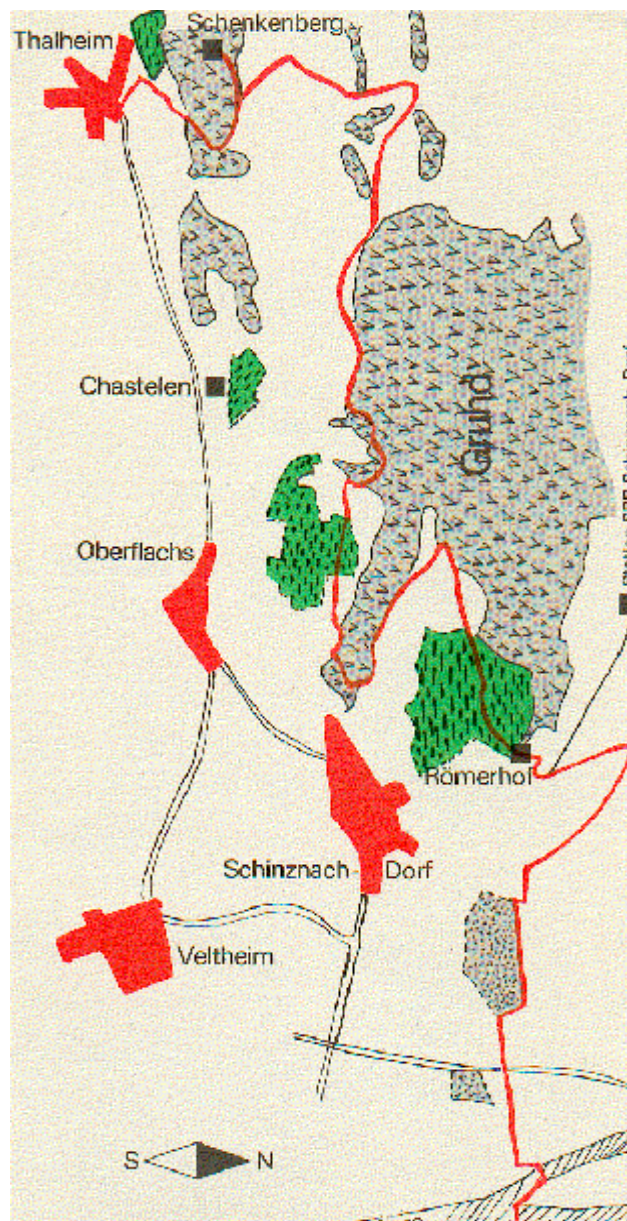 Schenkenberg
Thalheim
Chastelen
Grund
Oberflachs
Römerhof
Schinznach Dorf
Veltheim
S N